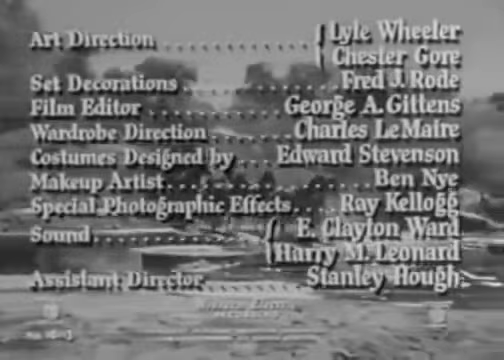 Art Direction . . . . . . . . . . . . . . { Lyle Wheeler
Chester Gore
Set Decorations . . . . . . . . . . . . . . Fred J. Rode
Film Editor . . . . . . . . . . . . George A. Gittens
Wardrobe Direction . . . . . . . Charles LeMaire
Costumes Designed by . . . . Edward Stevenson
Makeup Artist . . . . . . . . . . . . . . . . . Ben Nye
Special Photographic Effects . . . . Ray Kellogg
Sound . . . . . . . . . . . . . . { E. Clayton Ward
Harry M. Leonard
Assistant Director . . . . . . . . . Stanley Hough
RECORDING